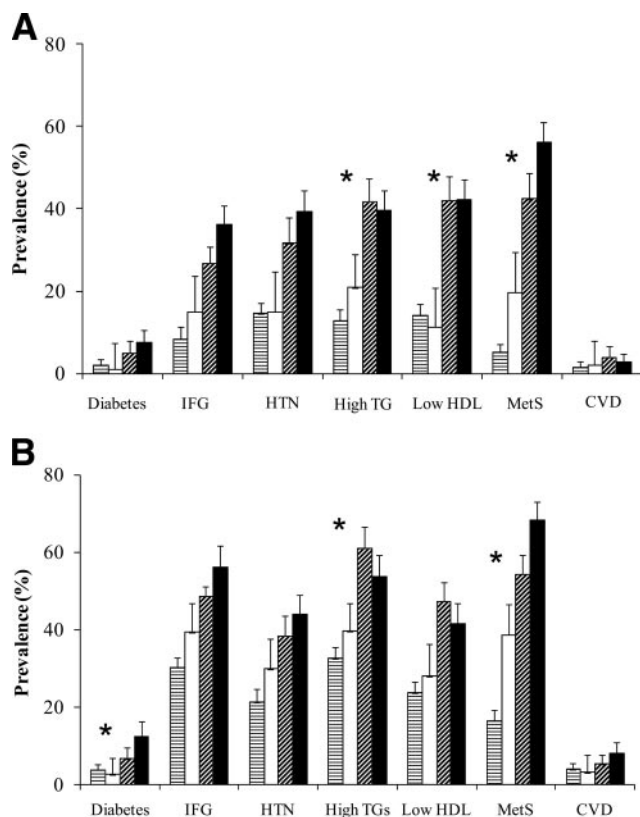 A
80
60
40
20
0
Prevalence (%)
*
*
*
Diabetes IFG HTN High TG Low HDL MetS CVD
B
80
60
40
20
0
Prevalence (%)
*
*
*
Diabetes IFG HTN High TGs Low HDL MetS CVD